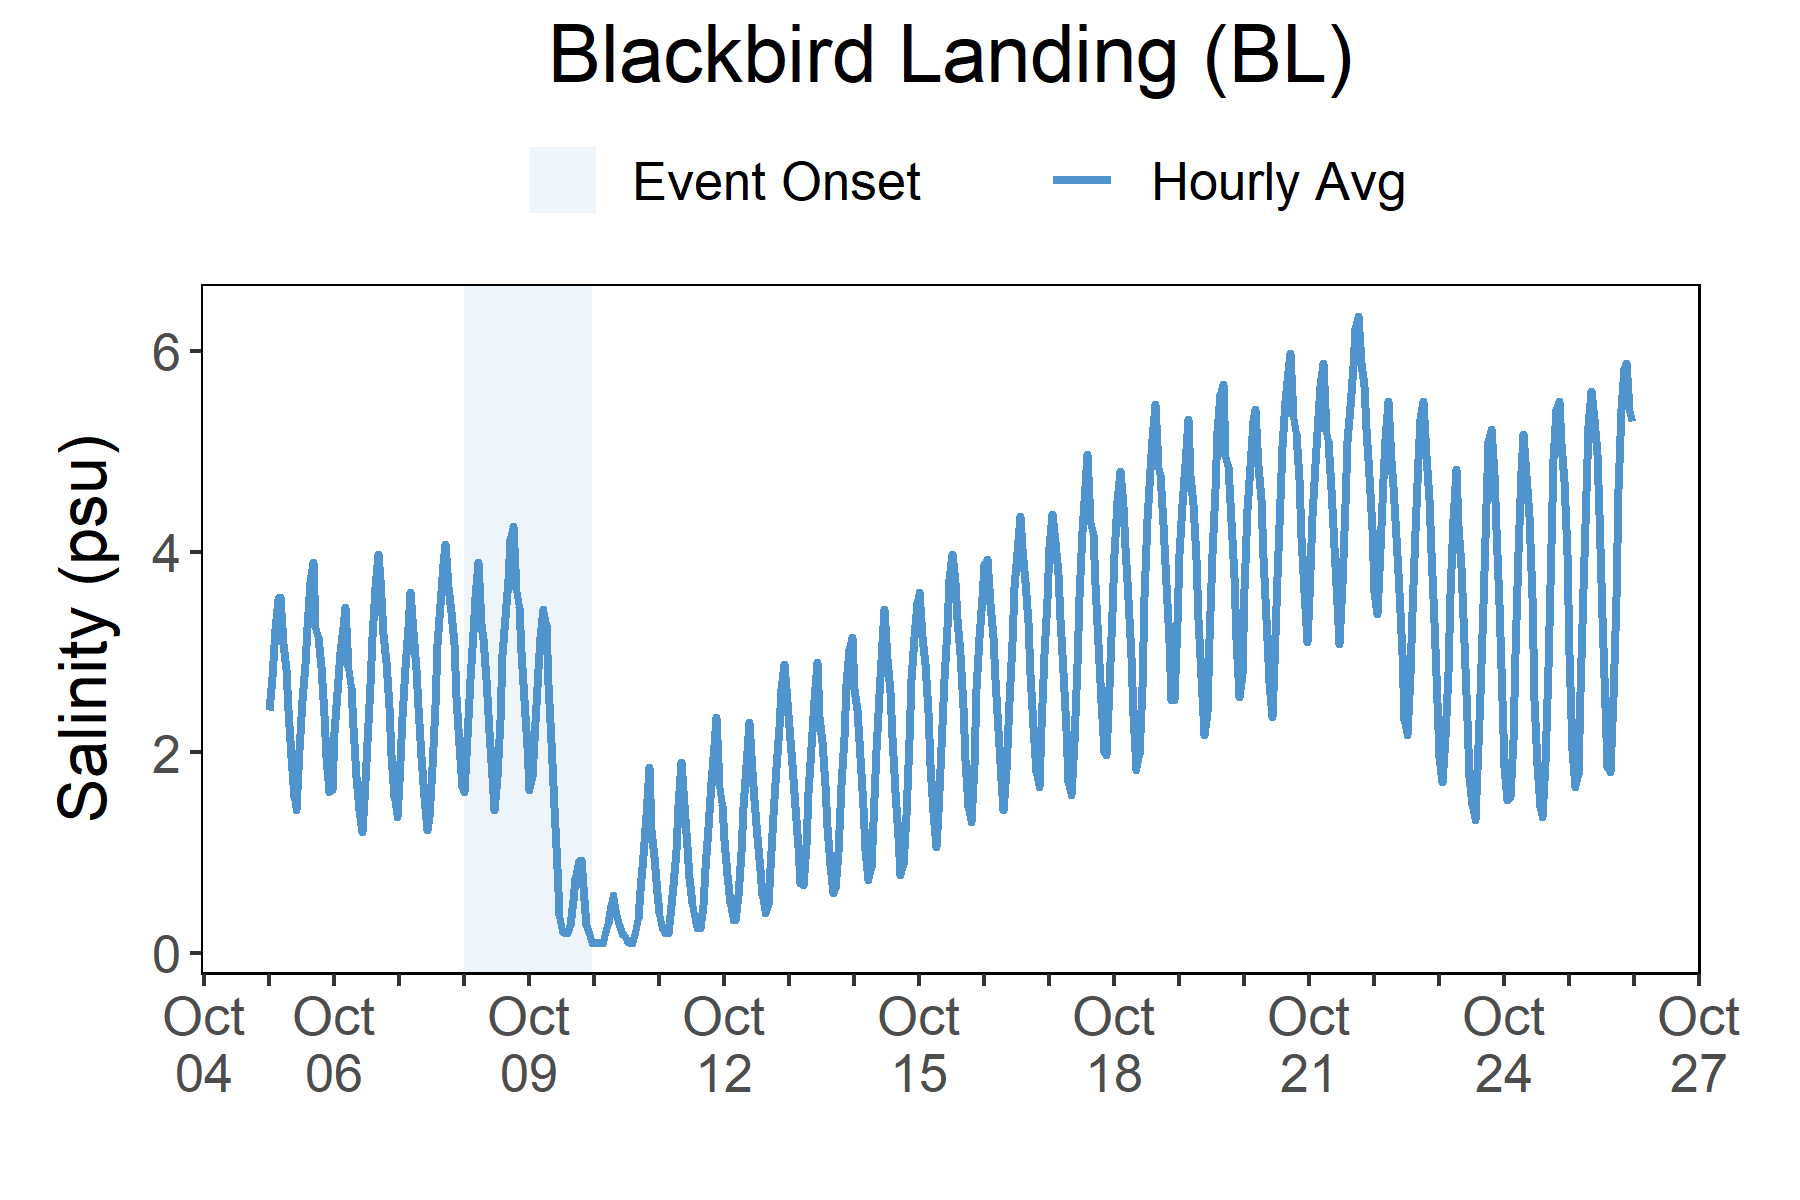 Blackbird Landing (BL)
Event Onset Hourly Avg
Salinity (psu)
6
4
2
0
Oct Oct Oct Oct Oct Oct Oct Oct Oct
04 06 09 12 15 18 21 24 27